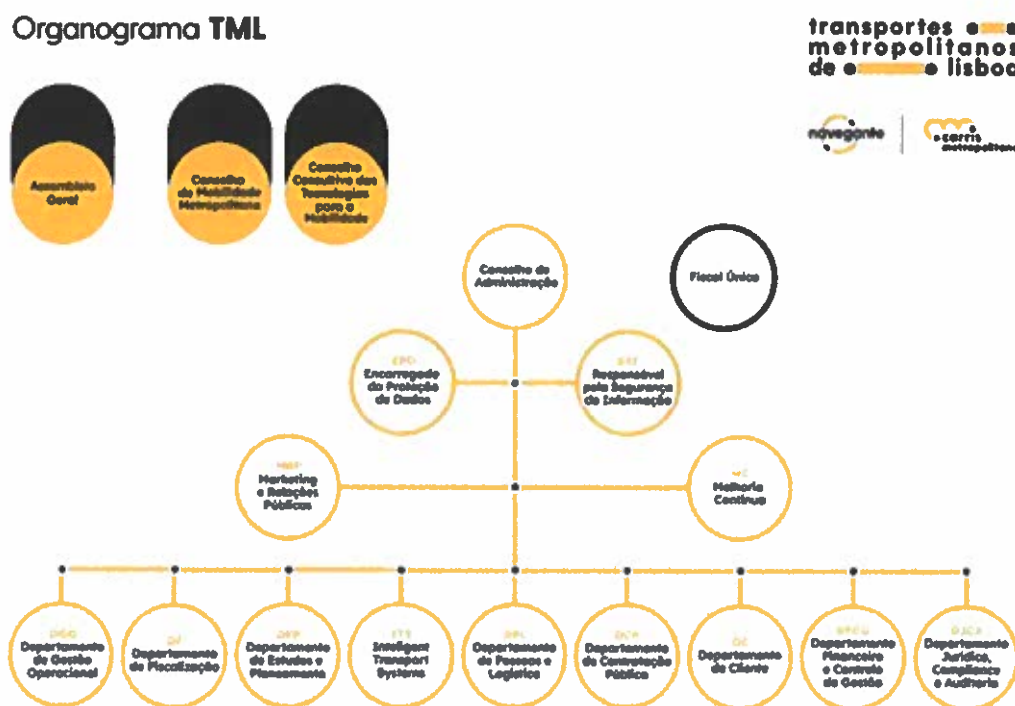 Organograma TML
transportes
metropolitanos
de lisboa
navegante
carris
metropolitana
Assembleia
Geral
Conselho
de Mobilidade
Metropolitana
Conselho
Consultivo das
Tecnologias
para a
Mobilidade
Conselho de
Administração
Fiscal Único
EPD
Encarregado
da Proteção
de Dados
RSI
Responsável
pela Segurança
da Informação
MRP
Marketing
e Relações
Públicas
MC
Melhoria
Contínua
DGO
Departamento
de Gestão
Operacional
DF
Departamento
de Fiscalização
DEP
Departamento
de Estudos e
Planeamento
ITS
Inteligent
Transport
Systems
DPL
Departamento
de Pessoas e
Logística
DCP
Departamento
de Contratação
Pública
DC
Departamento
de Cliente
DFCG
Departamento
Financeiro
e Controlo
de Gestão
DJCA
Departamento
Jurídico,
Compliance
e Auditoria